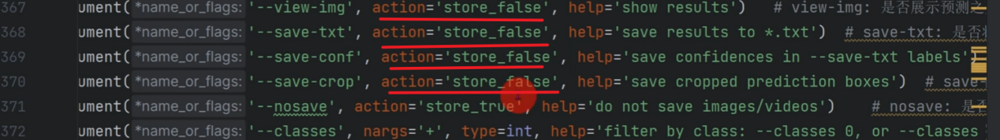 367 ument( *name_or_flags: '--view-img', action='store_false', help='show results') # view-img: 是否展示预测之
368 ument( *name_or_flags: '--save-txt', action='store_false', help='save results to *.txt') # save-txt: 是否
369 ument( *name_or_flags: '--save-conf', action='store_false', help='save confidences in --save-txt labels')
370 ument( *name_or_flags: '--save-crop', action='store_false', help='save cropped prediction boxes') # save-
371 ument( *name_or_flags: '--nosave', action='store_true', help='do not save images/videos') # nosave: 是
372 ument( *name_or_flags: '--classes', nargs='+', type=int, help='filter by class: --classes 0, or --classes